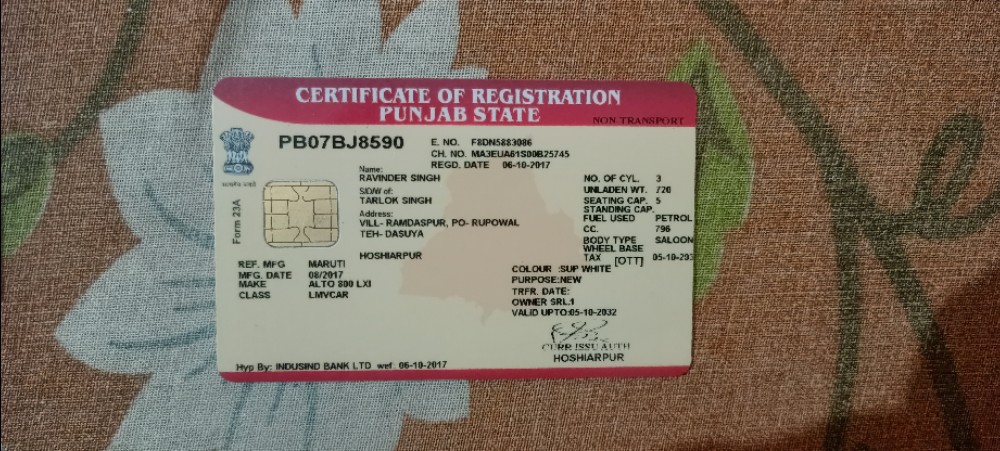 CERTIFICATE OF REGISTRATION
PUNJAB STATE
NON TRANSPORT
PB07BJ8590
E. NO. F8DN5883086
CH. NO. MA3EUA61S00B25745
REGD. DATE 06-10-2017
Form 23A
Name:
RAVINDER SINGH
S/D/W of:
TARLOK SINGH
Address:
VILL- RAMDASPUR, PO- RUPOWAL
TEH- DASUYA
HOSHIARPUR
NO. OF CYL. 3
UNLADEN WT. 720
SEATING CAP. 5
STANDING CAP.
FUEL USED PETROL
CC. 796
BODY TYPE SALOON
WHEEL BASE
TAX [OTT] 05-10-203
REF. MFG MARUTI
MFG. DATE 08/2017
MAKE ALTO 800 LXI
CLASS LMVCAR
COLOUR :SUP WHITE
PURPOSE:NEW
TRFR. DATE:
OWNER SRL:1
VALID UPTO:05-10-2032
CURR ISSU AUTH
HOSHIARPUR
Hyp By: INDUSIND BANK LTD wef: 06-10-2017